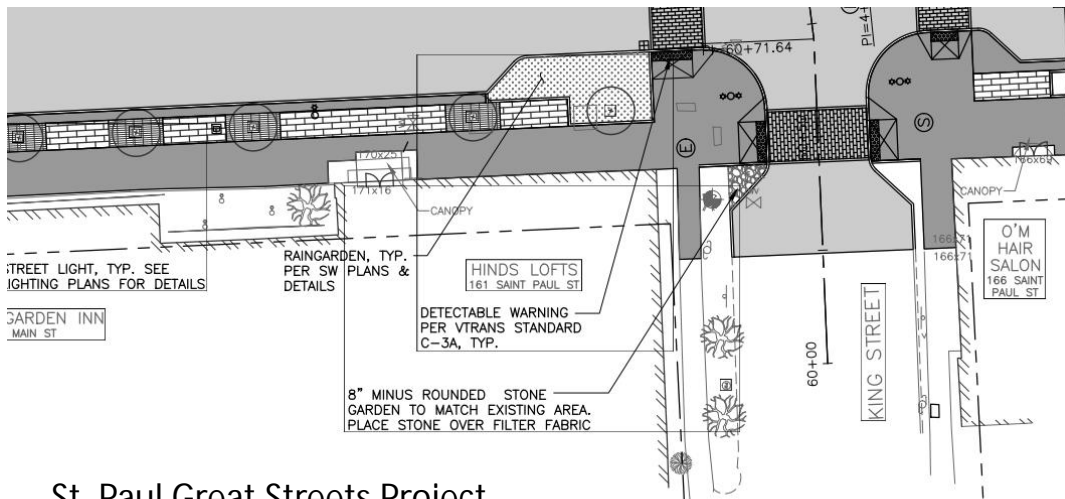 60+71.64
PI=4+
E
S
170x25
171x16
CANOPY
166x69
CANOPY
166x71
166x71
STREET LIGHT, TYP. SEE
LIGHTING PLANS FOR DETAILS
GARDEN INN
MAIN ST
RAINGARDEN, TYP.
PER SW PLANS &
DETAILS
HINDS LOFTS
161 SAINT PAUL ST
DETECTABLE WARNING
PER VTRANS STANDARD
C-3A, TYP.
8" MINUS ROUNDED STONE
GARDEN TO MATCH EXISTING AREA.
PLACE STONE OVER FILTER FABRIC
60+00
KING STREET
O'M
HAIR
SALON
166 SAINT
PAUL ST
St. Paul Great Streets Project